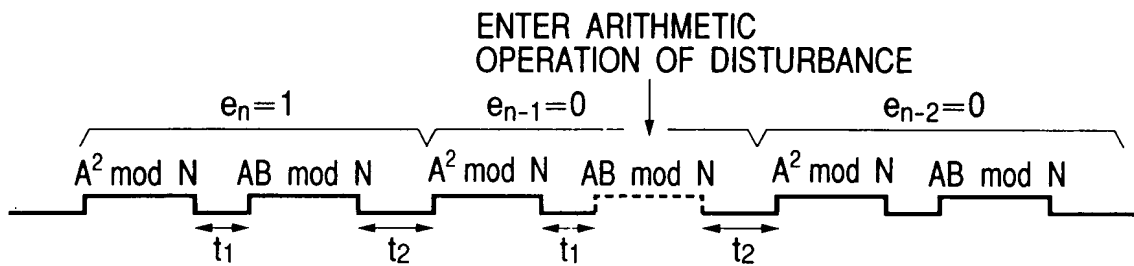 ENTER ARITHMETIC
OPERATION OF DISTURBANCE
eₙ=1 eₙ₋₁=0 eₙ₋₂=0
A² mod N AB mod N A² mod N AB mod N A² mod N AB mod N
t₁ t₂ t₁ t₂